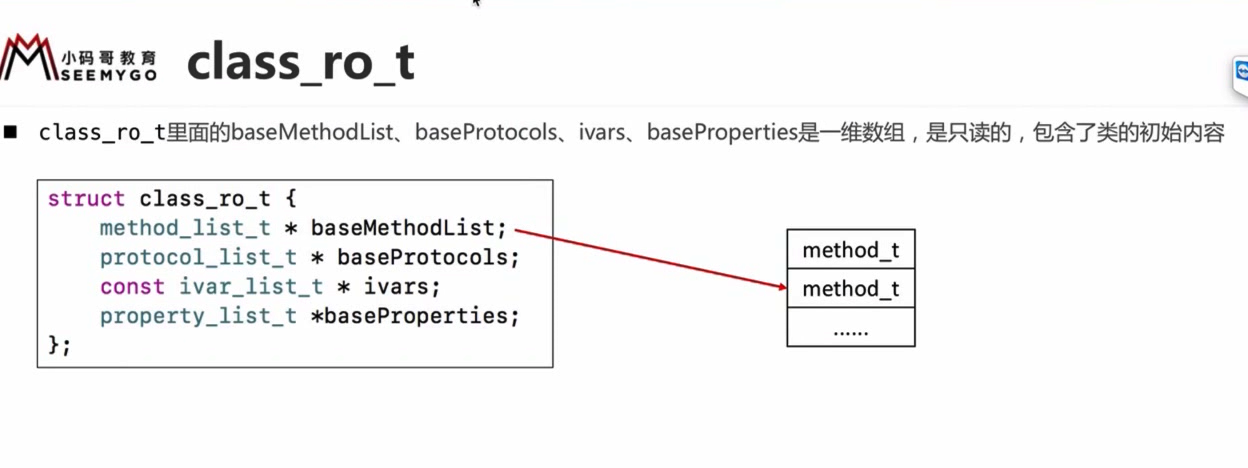 小码哥教育
SEEMYGO
class_ro_t
■ class_ro_t里面的baseMethodList、baseProtocols、ivars、baseProperties是一维数组，是只读的，包含了类的初始内容
struct class_ro_t {
    method_list_t * baseMethodList;
    protocol_list_t * baseProtocols;
    const ivar_list_t * ivars;
    property_list_t *baseProperties;
};
method_t
method_t
......